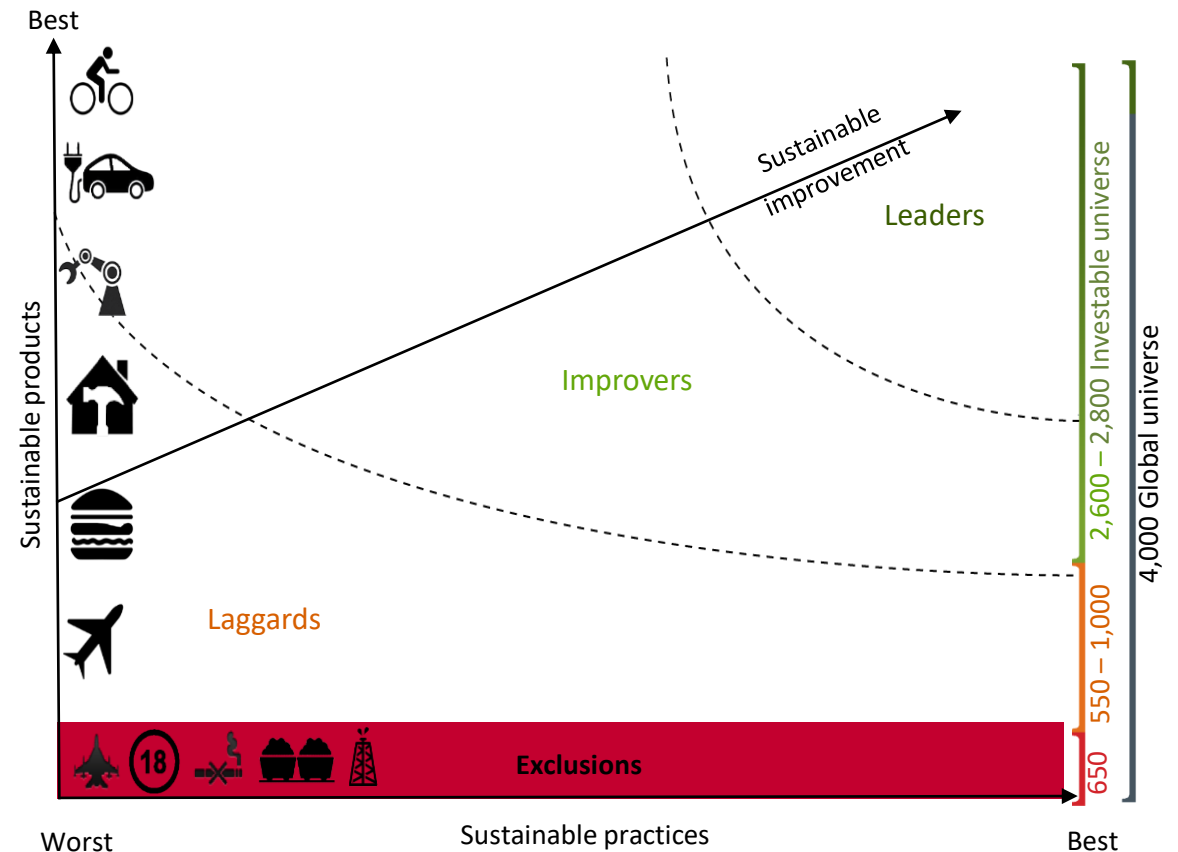 Best
Sustainable
improvement
Leaders
Improvers
Laggards
Sustainable products
18
Exclusions
2,600 – 2,800 Investable universe
550 – 1,000
650
4,000 Global universe
Worst
Sustainable practices
Best